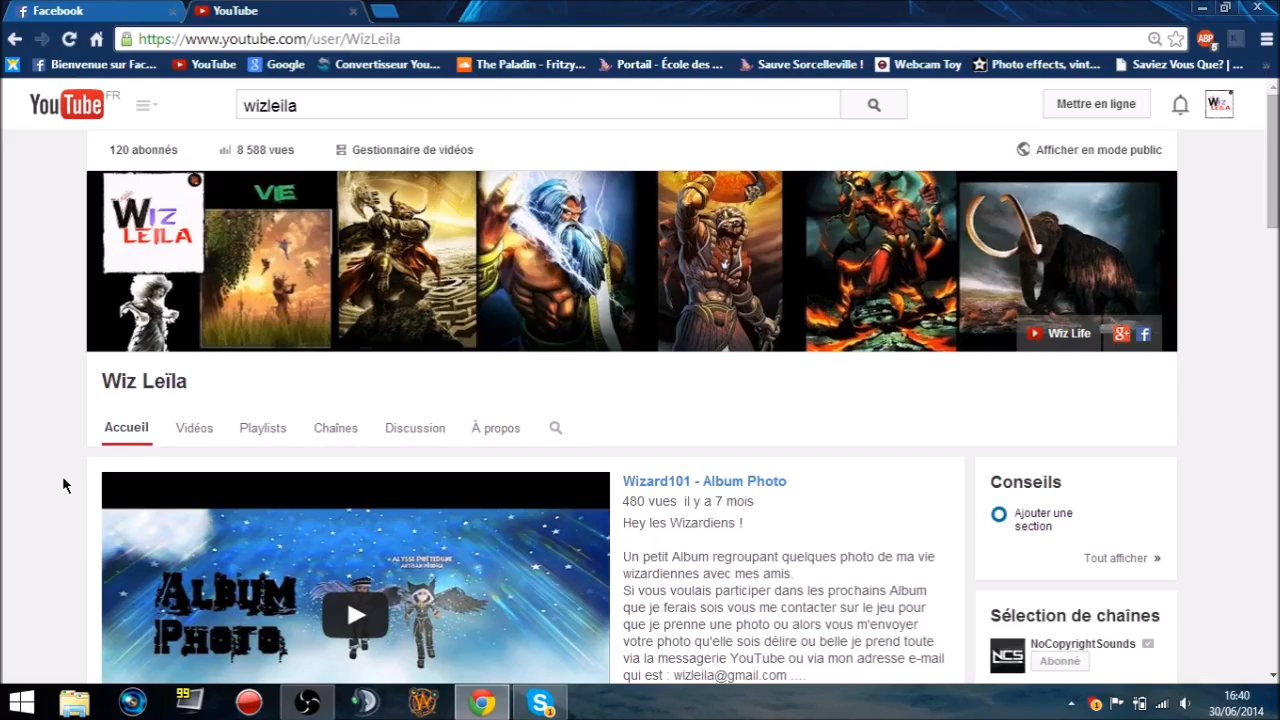 Facebook
YouTube
https://www.youtube.com/user/WizLeila
ABP
5
K
Bienvenue sur Fac...
YouTube
Google
Convertisseur You...
The Paladin - Fritzy...
Portail - École des ...
Sauve Sorcelleville !
Webcam Toy
Photo effects, vint...
Saviez Vous Que? | ...
YouTube FR
wizleila
Mettre en ligne
120 abonnés
8 588 vues
Gestionnaire de vidéos
Afficher en mode public
WIZ
LEILA
VIE
Wiz Life
Wiz Leïla
Accueil
Vidéos
Playlists
Chaînes
Discussion
À propos
ALBUM
PHOTO
Wizard101 - Album Photo
480 vues il y a 7 mois
Hey les Wizardiens !
Un petit Album regroupant quelques photo de ma vie
wizardiennes avec mes amis.
Si vous voulais participer dans les prochains Album
que je ferais sois vous me contacter sur le jeu pour
que je prenne une photo ou alors vous m'envoyer
votre photo qu'elle sois délire ou belle je prend toute
via la messagerie YouTube ou via mon adresse e-mail
qui est : wizleila@gmail.com ....
Conseils
Ajouter une
section
Tout afficher »
Sélection de chaînes
NCS
NoCopyrightSounds
Abonné
99
16:40
30/06/2014